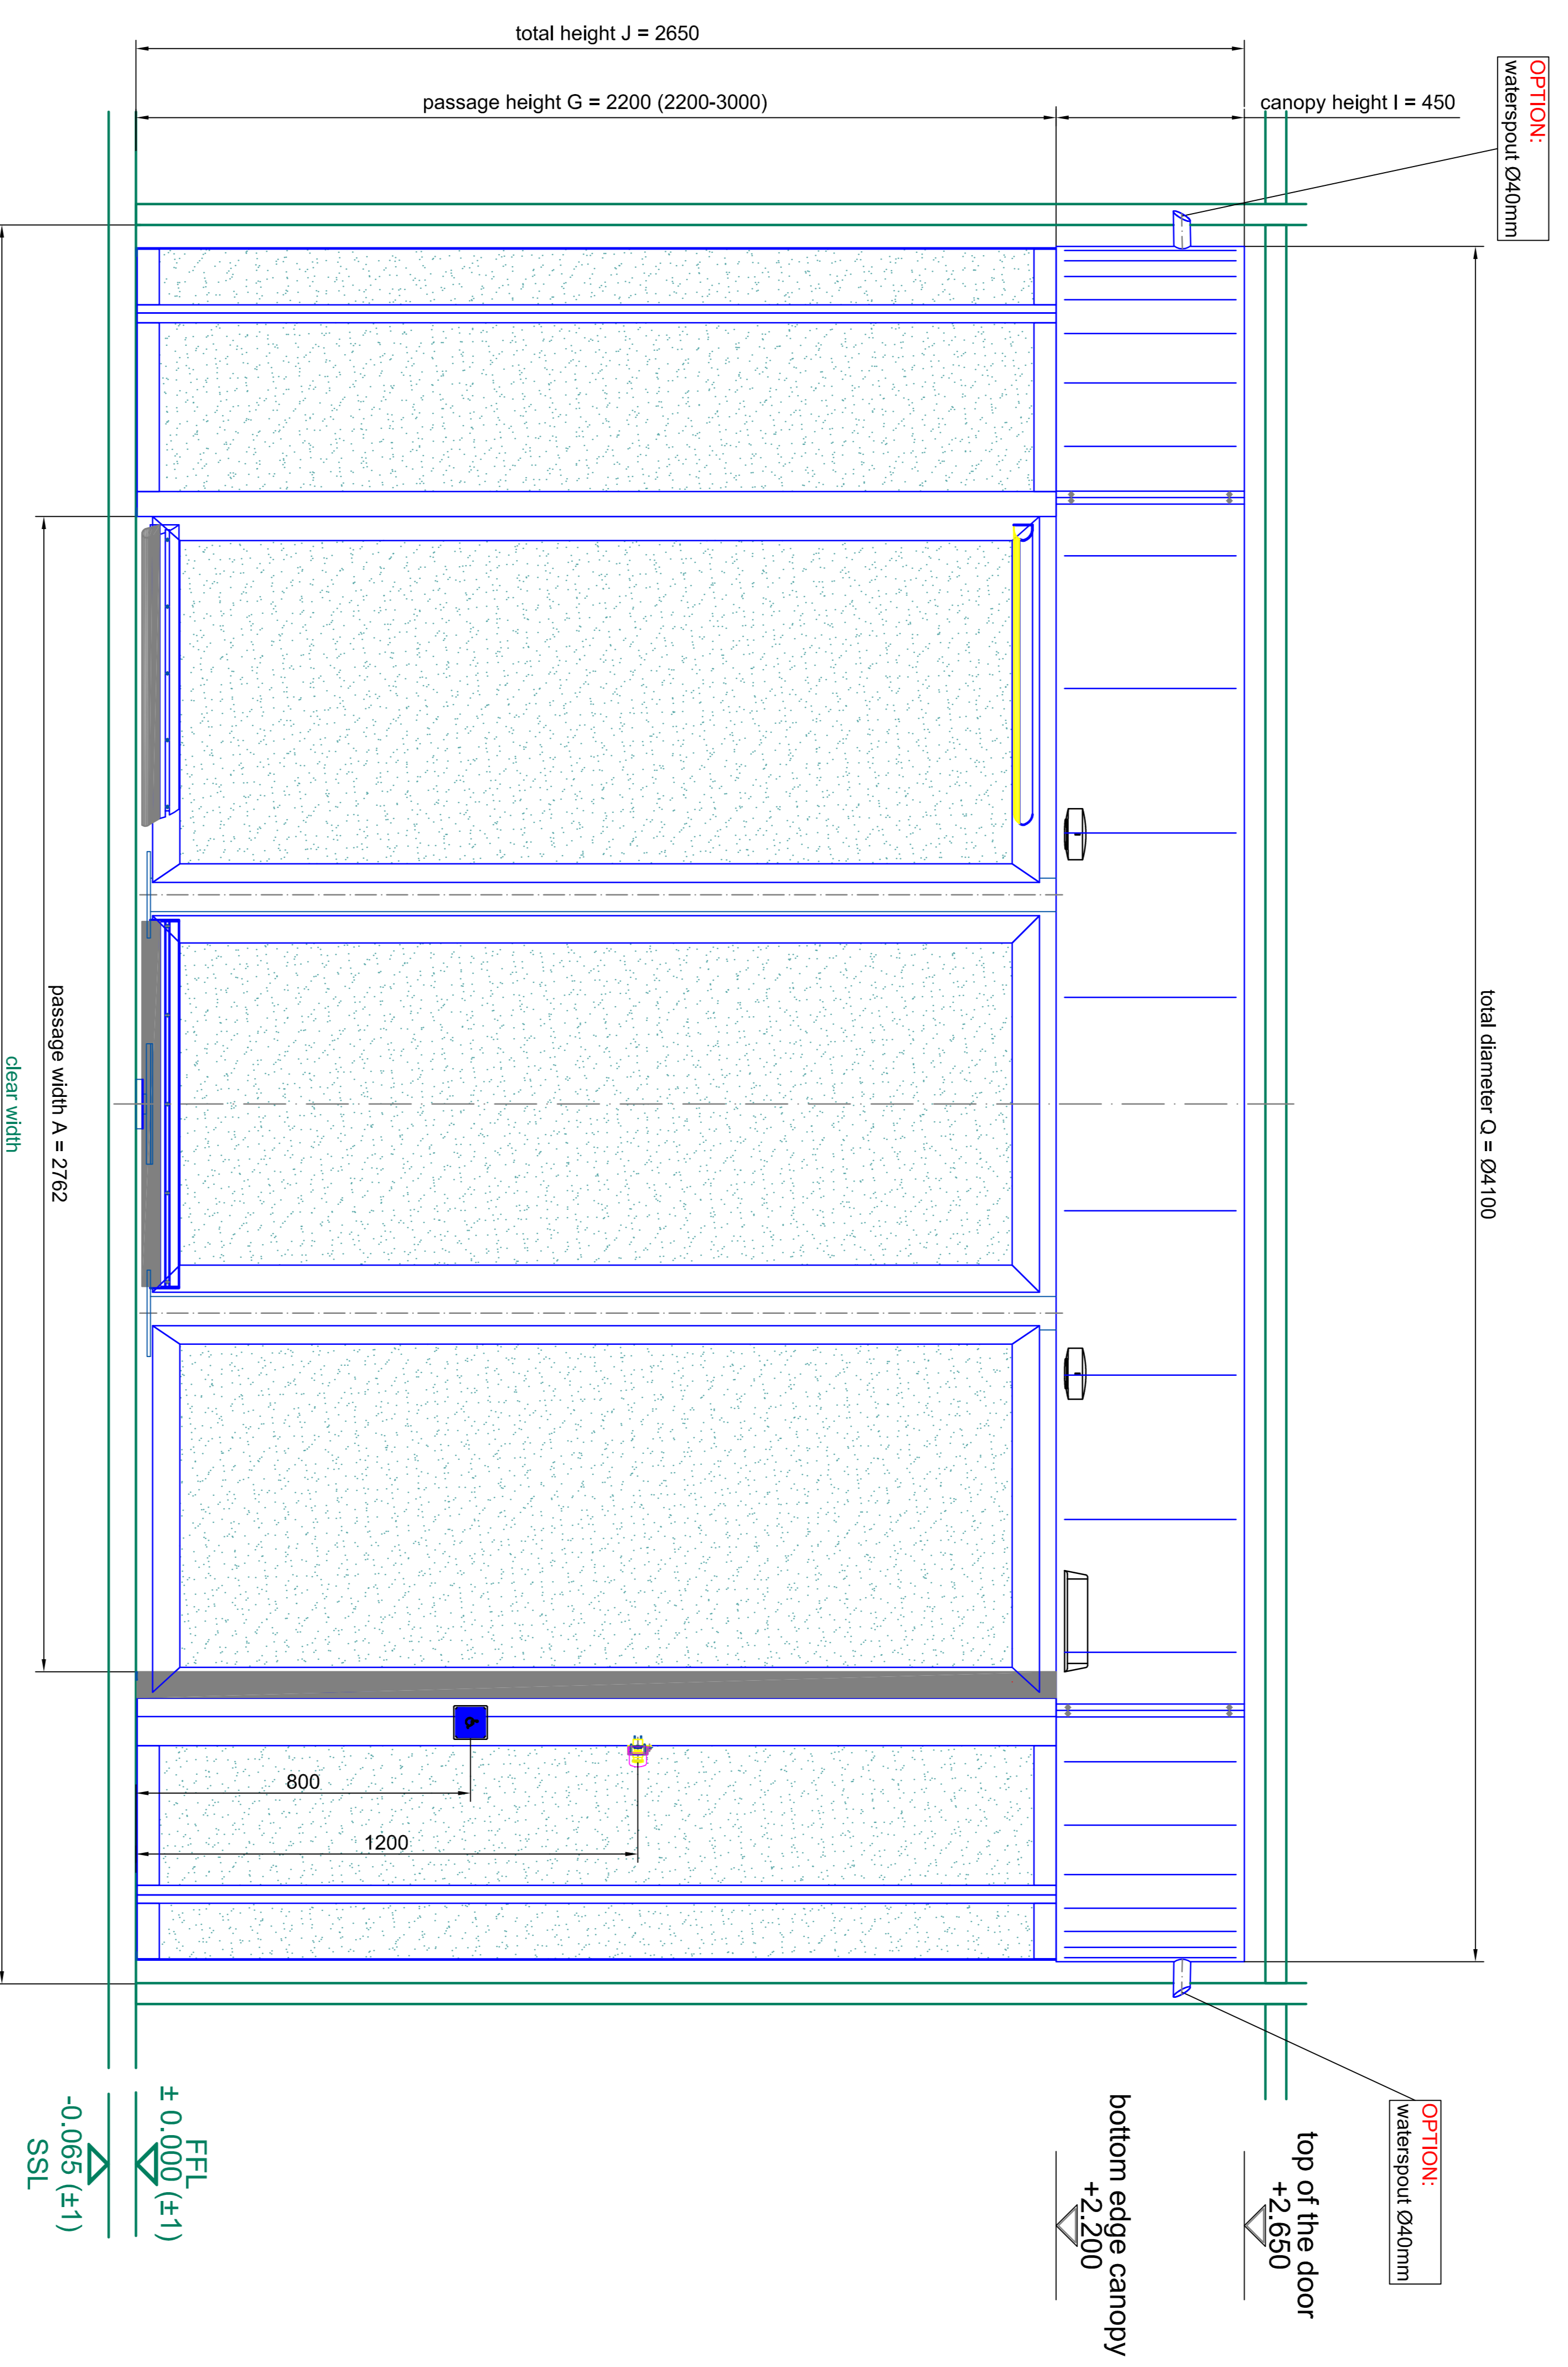 OPTION:
waterspout Ø40mm
total height J = 2650
passage height G = 2200 (2200-3000)
canopy height I = 450
total diameter Q = Ø4100
passage width A = 2762
clear width
800
1200
OPTION:
waterspout Ø40mm
top of the door
+2.650
bottom edge canopy
+2.200
FFL
± 0.000 (±1)
-0.065 (±1)
SSL